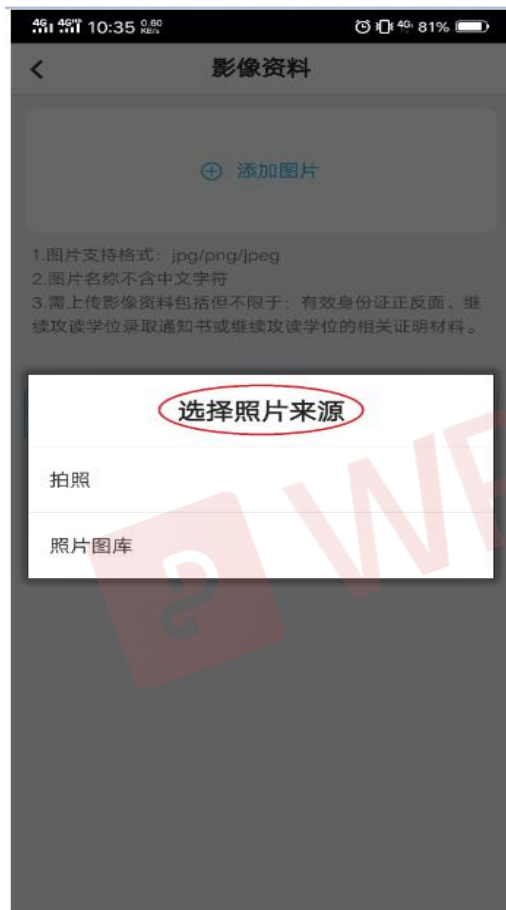 4G 4GHD 10:35 0.60 KB/s 4G 81%
影像资料
添加图片
1.图片支持格式：jpg/png/jpeg
2.图片名称不含中文字符
3.需上传影像资料包括但不限于：有效身份证正反面、继
续攻读学位录取通知书或继续攻读学位的相关证明材料。
选择照片来源
拍照
照片图库